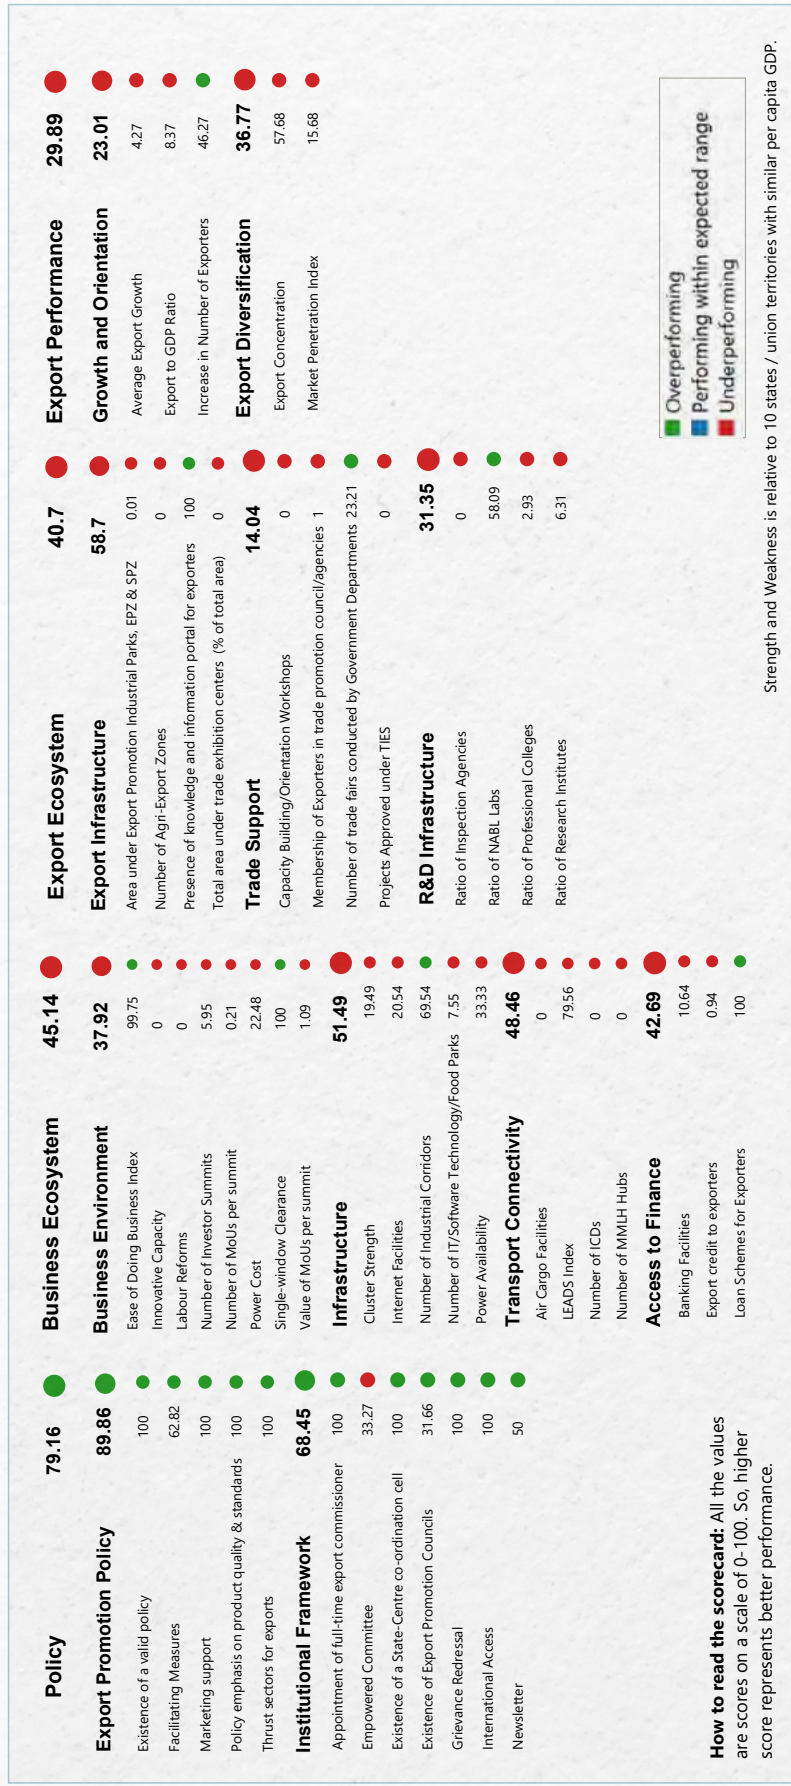 Policy 79.16
Export Promotion Policy 89.86
Existence of a valid policy 100
Facilitating Measures 62.82
Marketing support 100
Policy emphasis on product quality & standards 100
Thrust sectors for exports 100
Institutional Framework 68.45
Appointment of full-time export commissioner 100
Empowered Committee 33.27
Existence of a State-Centre co-ordination cell 100
Existence of Export Promotion Councils 31.66
Grievance Redressal 100
International Access 100
Newsletter 50
Business Ecosystem 45.14
Business Environment 37.92
Ease of Doing Business Index 99.75
Innovative Capacity 0
Labour Reforms 0
Number of Investor Summits 5.95
Number of MoUs per summit 0.21
Power Cost 22.48
Single-window Clearance 100
Value of MoUs per summit 1.09
Infrastructure 51.49
Cluster Strength 19.49
Internet Facilities 20.54
Number of Industrial Corridors 69.54
Number of IT/Software Technology/Food Parks 7.55
Power Availability 33.33
Transport Connectivity 48.46
Air Cargo Facilities 0
LEADS Index 79.56
Number of ICDs 0
Number of MMLH Hubs 0
Access to Finance 42.69
Banking Facilities 10.64
Export credit to exporters 0.94
Loan Schemes for Exporters 100
Export Ecosystem 40.7
Export Infrastructure 58.7
Area under Export Promotion Industrial Parks, EPZ & SPZ 0.01
Number of Agri-Export Zones 0
Presence of knowledge and information portal for exporters 100
Total area under trade exhibition centers (% of total area) 0
Trade Support 14.04
Capacity Building/Orientation Workshops 0
Membership of Exporters in trade promotion council/agencies 1
Number of trade fairs conducted by Government Departments 23.21
Projects Approved under TIES 0
R&D Infrastructure 31.35
Ratio of Inspection Agencies 0
Ratio of NABL Labs 58.09
Ratio of Professional Colleges 2.93
Ratio of Research Institutes 6.31
Export Performance 29.89
Growth and Orientation 23.01
Average Export Growth 4.27
Export to GDP Ratio 8.37
Increase in Number of Exporters 46.27
Export Diversification 36.77
Export Concentration 57.68
Market Penetration Index 15.68
How to read the scorecard: All the values
are scores on a scale of 0-100. So, higher
score represents better performance.
Overperforming
Performing within expected range
Underperforming
Strength and Weakness is relative to 10 states / union territories with similar per capita GDP.